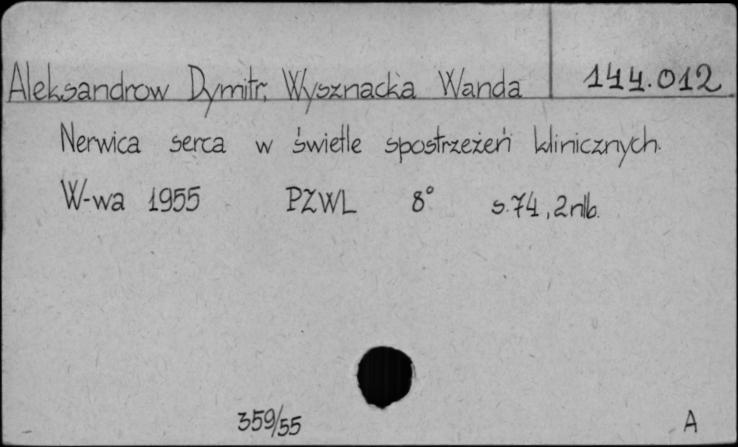 Aleksandrow Dymitr, Wysznacka Wanda 144.012
Nerwica serca w świetle spostrzeżeń klinicznych.
W-wa 1955 PZWL 8° s.74, 2nlb.
359/55 A